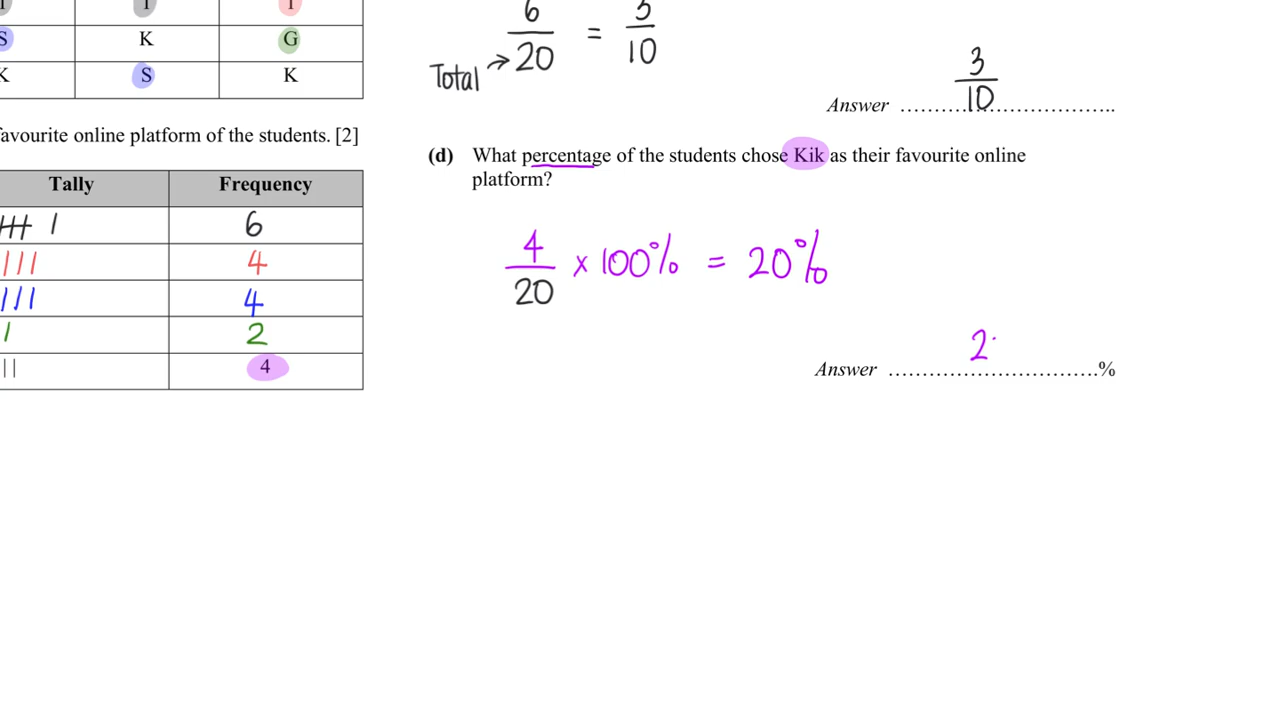 T T T
S K G
K S K
favourite online platform of the students. [2]
Tally Frequency
6
4
4
2
4
6/20 = 3/10
Total →
Answer 3/10
(d) What percentage of the students chose Kik as their favourite online
platform?
4/20 × 100% = 20%
Answer 2 ................................%